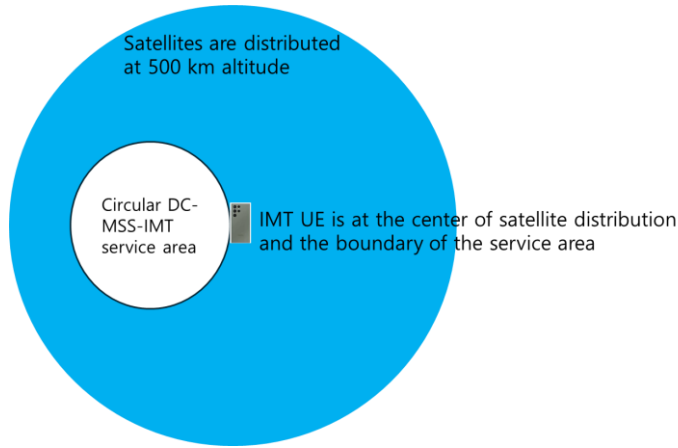 Satellites are distributed
at 500 km altitude
Circular DC-
MSS-IMT
service area
IMT UE is at the center of satellite distribution
and the boundary of the service area